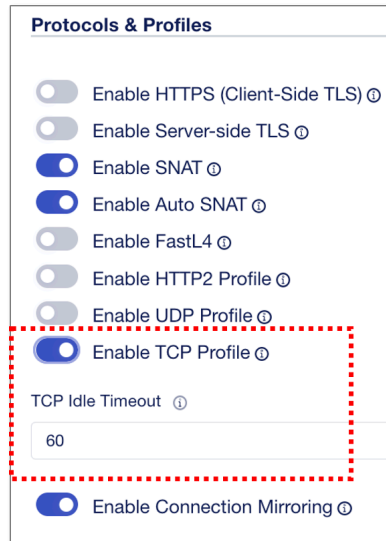 Protocols & Profiles
Enable HTTPS (Client-Side TLS)
Enable Server-side TLS
Enable SNAT
Enable Auto SNAT
Enable FastL4
Enable HTTP2 Profile
Enable UDP Profile
Enable TCP Profile
TCP Idle Timeout
60
Enable Connection Mirroring